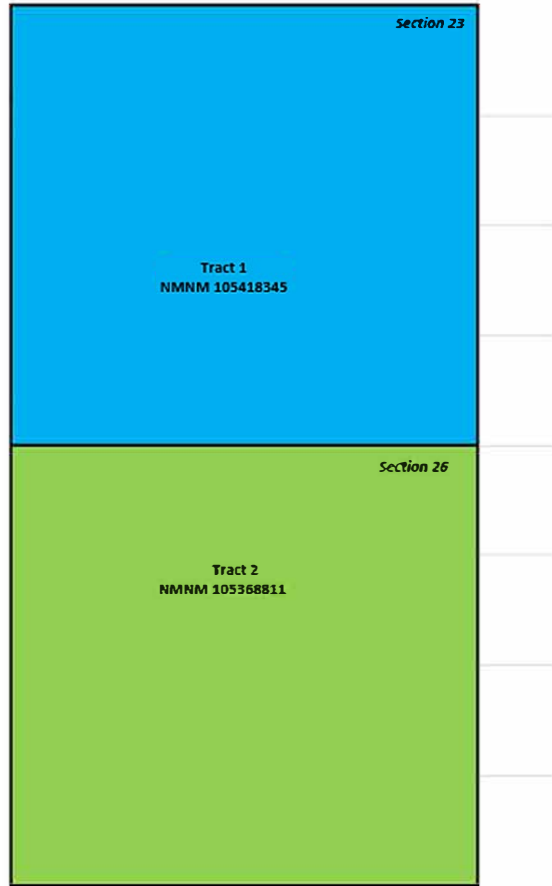 Section 23
Tract 1
NMNM 105418345
Section 26
Tract 2
NMNM 105368811